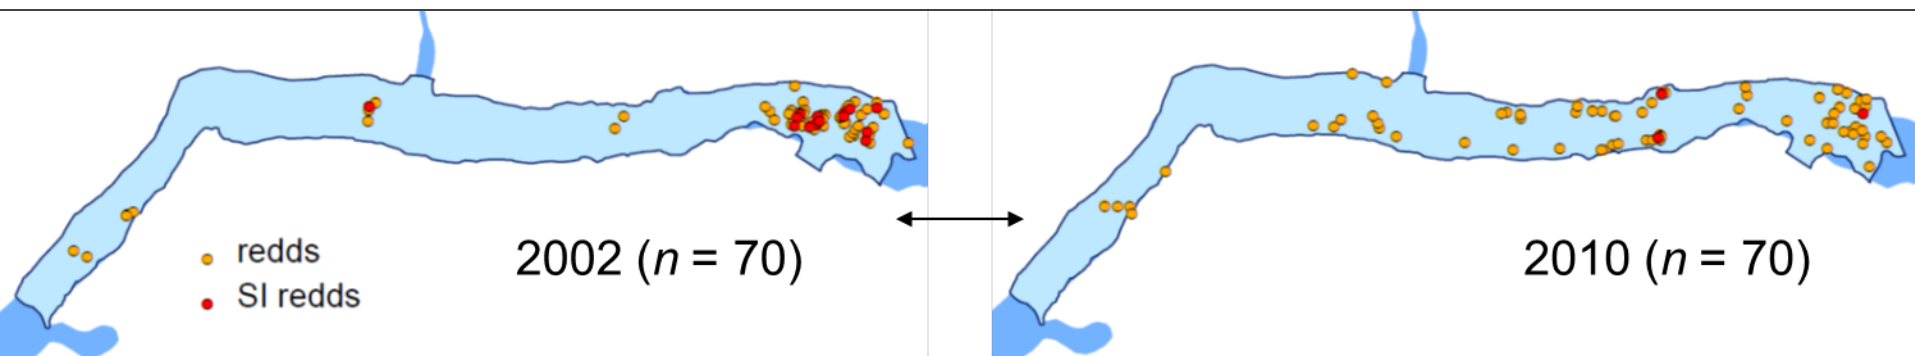 redds
SI redds
2002 (n = 70)
2010 (n = 70)